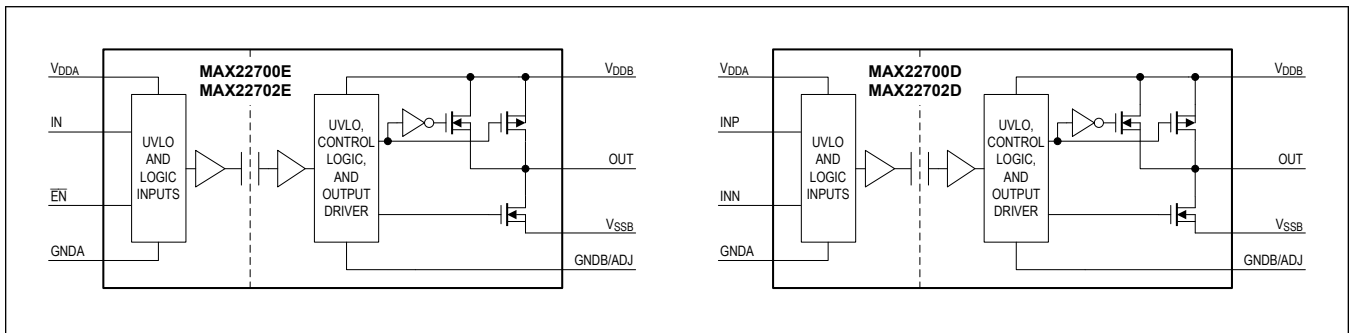 MAX22700E
MAX22702E
VDDA
IN
EN
GNDA
UVLO
AND
LOGIC
INPUTS
UVLO,
CONTROL
LOGIC,
AND
OUTPUT
DRIVER
VDDB
OUT
VSSB
GNDB/ADJ
MAX22700D
MAX22702D
VDDA
INP
INN
GNDA
UVLO
AND
LOGIC
INPUTS
UVLO,
CONTROL
LOGIC,
AND
OUTPUT
DRIVER
VDDB
OUT
VSSB
GNDB/ADJ